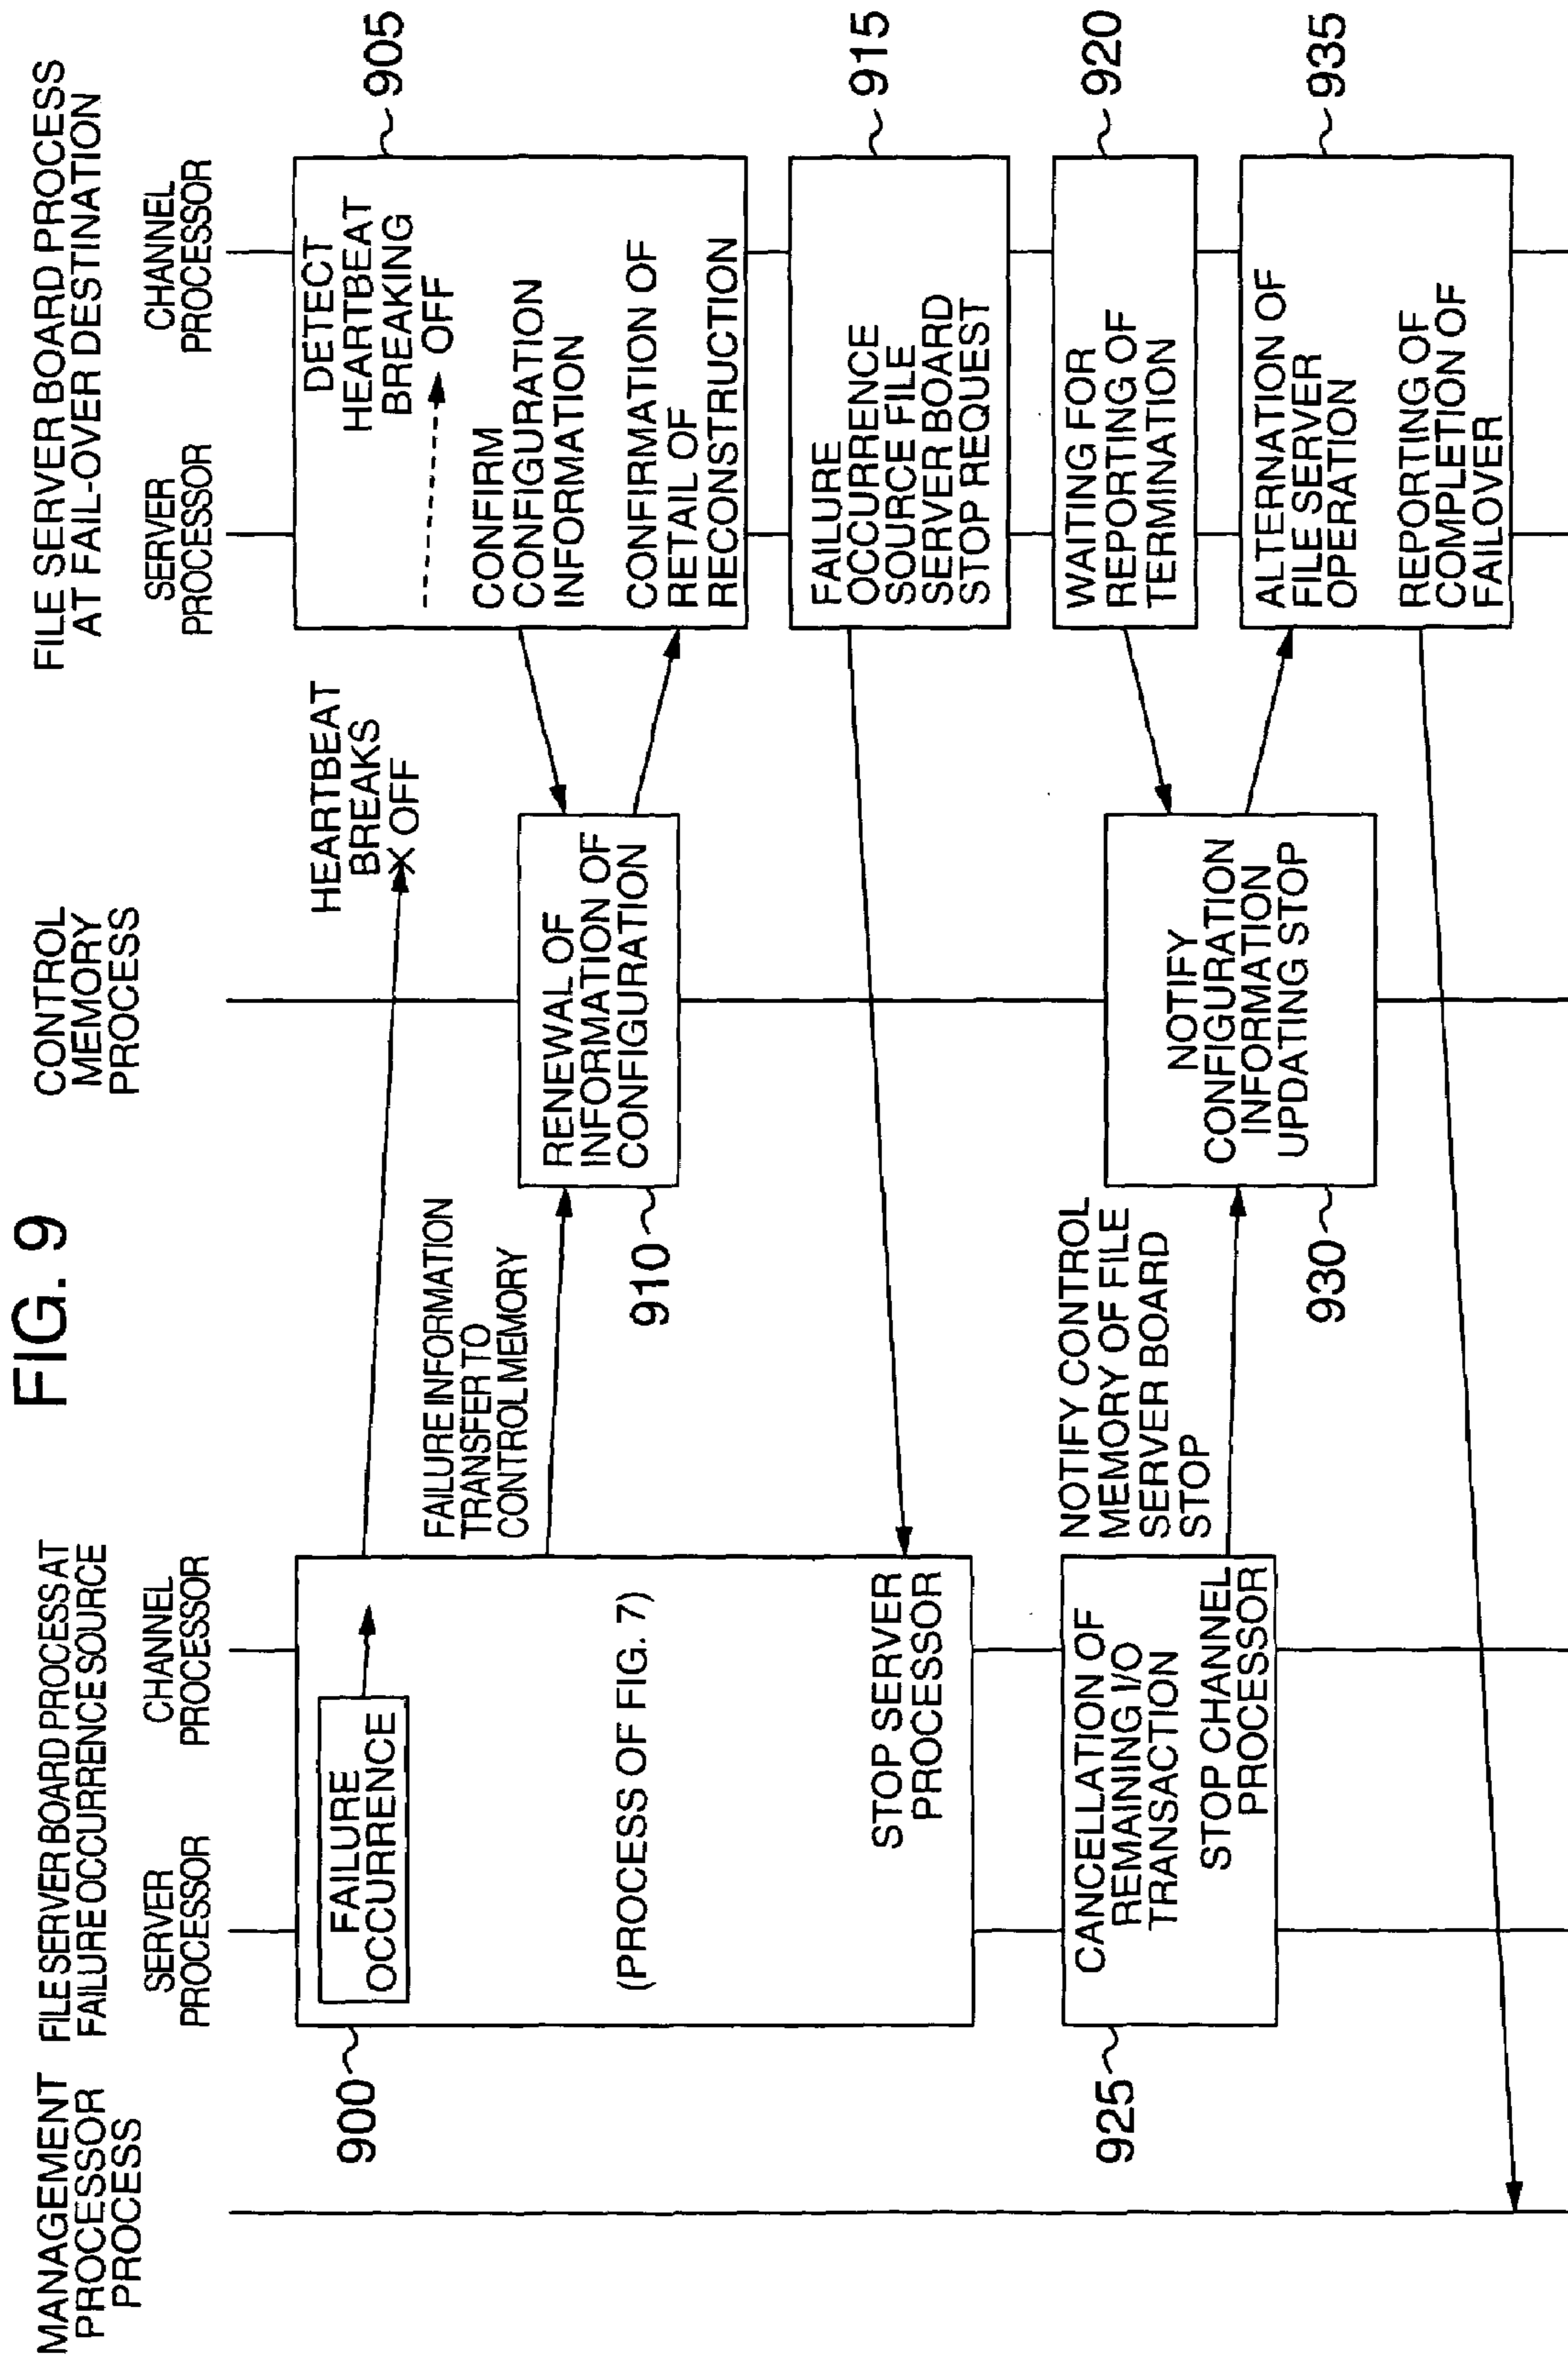 FIG. 9
MANAGEMENT
PROCESSOR
PROCESS
FILE SERVER BOARD PROCESS AT
FAILURE OCCURRENCE SOURCE
SERVER
PROCESSOR
CHANNEL
PROCESSOR
CONTROL
MEMORY
PROCESS
FILE SERVER BOARD PROCESS
AT FAIL-OVER DESTINATION
SERVER
PROCESSOR
CHANNEL
PROCESSOR
900
FAILURE
OCCURRENCE
(PROCESS OF FIG. 7)
STOP SERVER
PROCESSOR
HEARTBEAT
BREAKS
× OFF
FAILURE INFORMATION
TRANSFER TO
CONTROL MEMORY
905
DETECT
HEARTBEAT
BREAKING
OFF
CONFIRM
CONFIGURATION
INFORMATION
CONFIRMATION OF
RETAIL OF
RECONSTRUCTION
910
RENEWAL OF
INFORMATION OF
CONFIGURATION
915
FAILURE
OCCURRENCE
SOURCE FILE
SERVER BOARD
STOP REQUEST
920
WAITING FOR
REPORTING OF
TERMINATION
925
CANCELLATION OF
REMAINING I/O
TRANSACTION
STOP CHANNEL
PROCESSOR
NOTIFY CONTROL
MEMORY OF FILE
SERVER BOARD
STOP
930
NOTIFY
CONFIGURATION
INFORMATION
UPDATING STOP
935
ALTERNATION OF
FILE SERVER
OPERATION
REPORTING OF
COMPLETION OF
FAILOVER